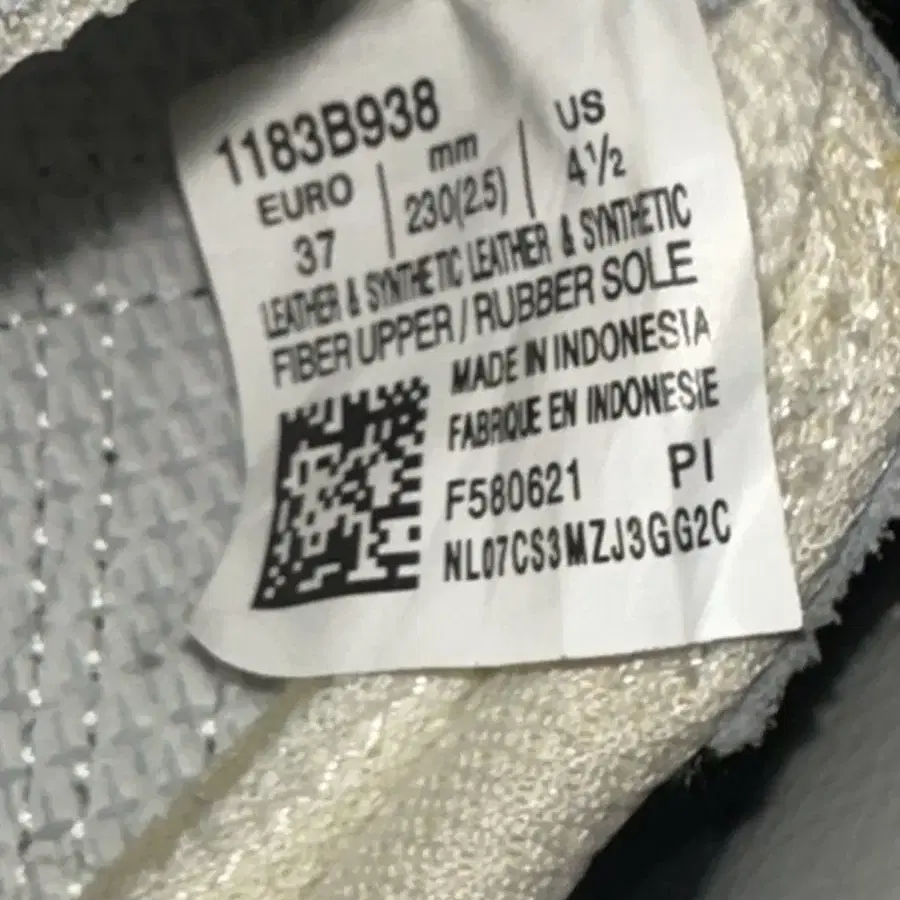 1183B938
EURO mm US
37 230(2.5) 4½
LEATHER & SYNTHETIC LEATHER & SYNTHETIC
FIBER UPPER / RUBBER SOLE
MADE IN INDONESIA
FABRIQUE EN INDONESIE
F580621 PI
NL07CS3MZJ3GG2C